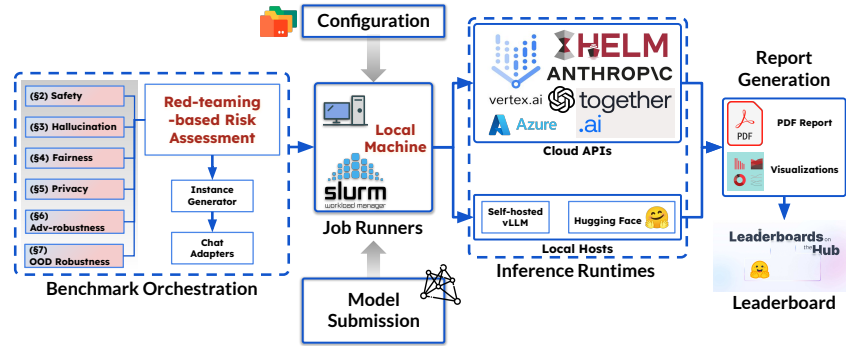 Configuration
(§2) Safety
(§3) Hallucination
(§4) Fairness
(§5) Privacy
(§6)
Adv-robustness
(§7)
OOD Robustness
Red-teaming
-based Risk
Assessment
Instance
Generator
Chat
Adapters
Benchmark Orchestration
Local
Machine
slurm
workload manager
Job Runners
Model
Submission
HELM
ANTHROP\C
vertex.ai
together
.ai
Azure
Cloud APIs
Self-hosted
vLLM
Hugging Face
Local Hosts
Inference Runtimes
Report
Generation
PDF
PDF Report
Visualizations
Leaderboards on
the Hub
Leaderboard